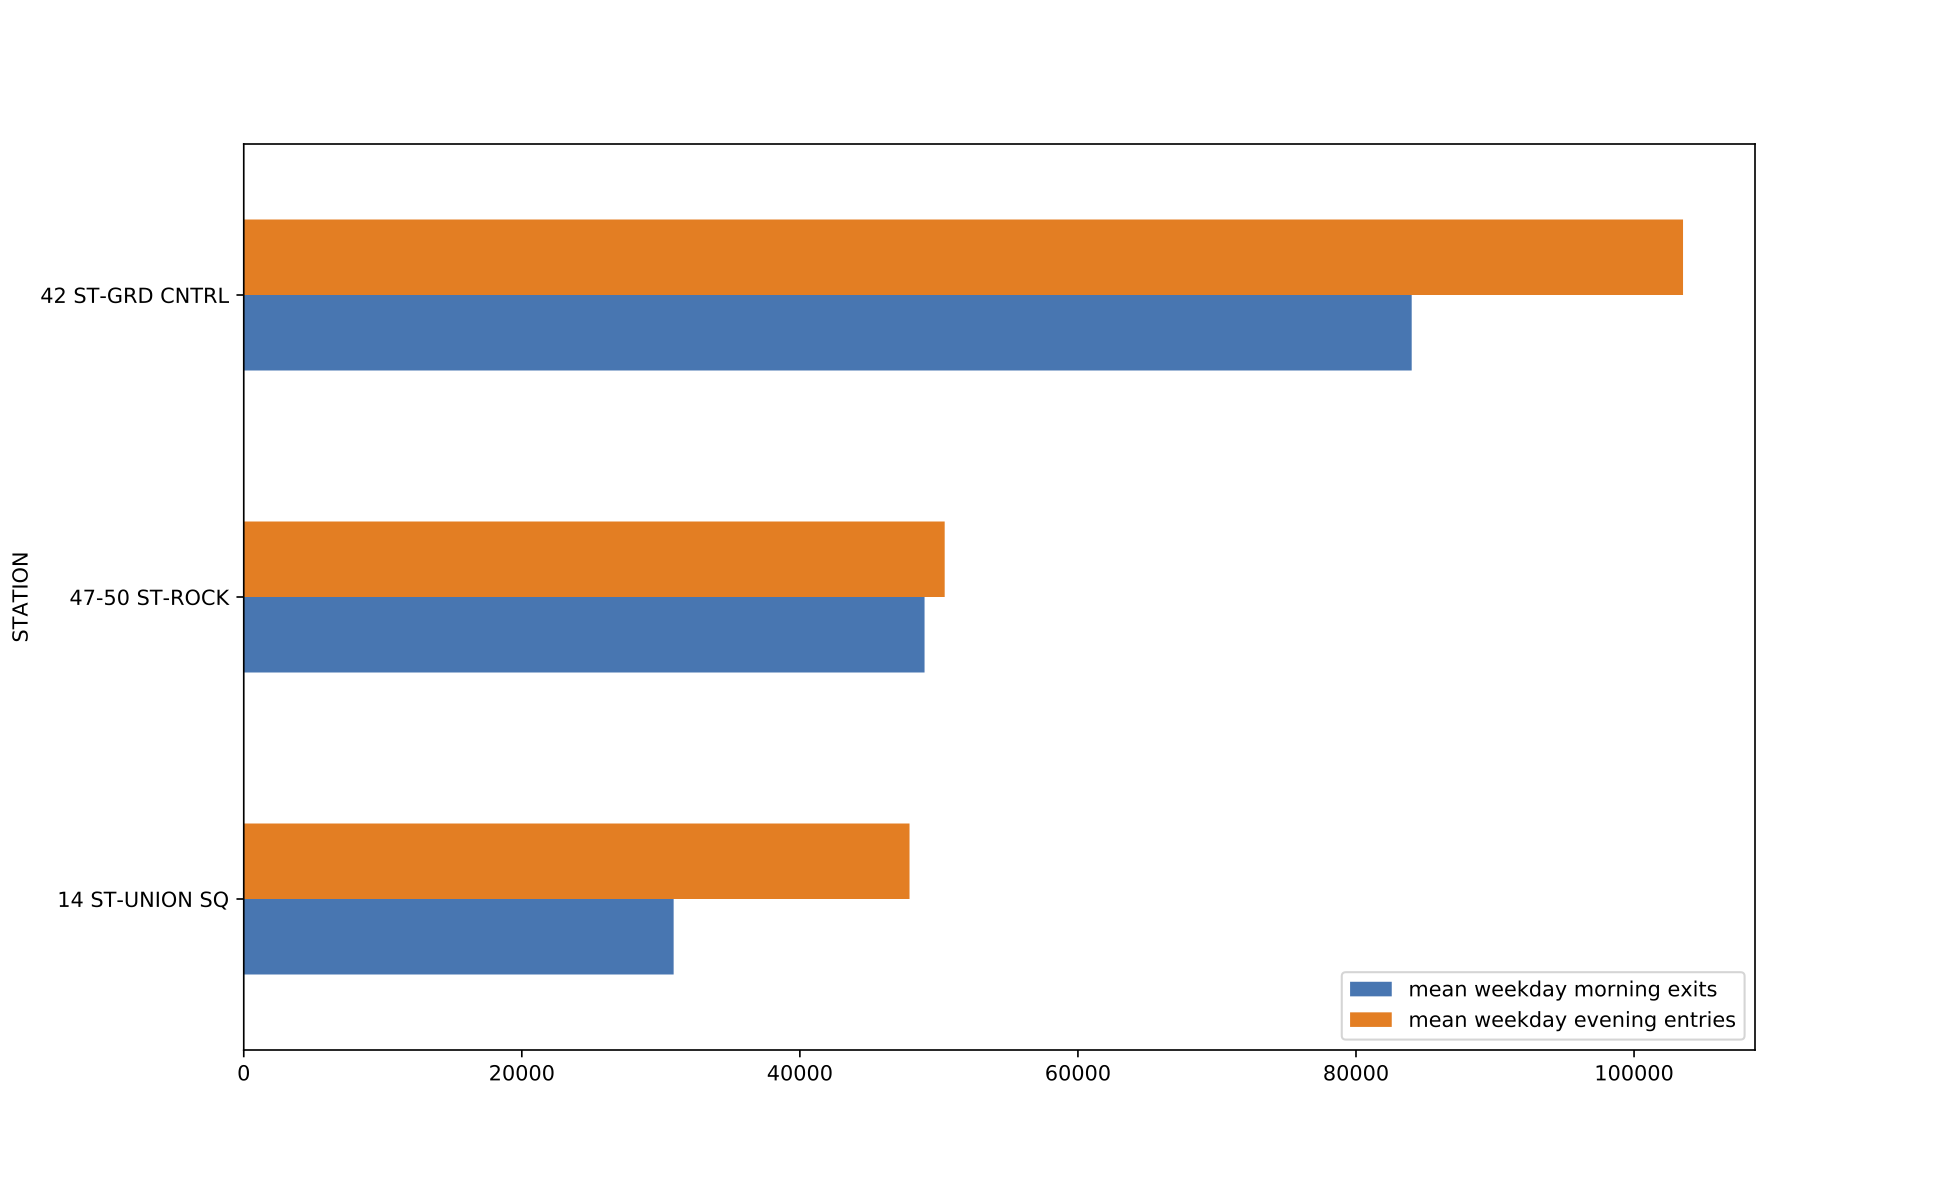 42 ST-GRD CNTRL
47-50 ST-ROCK
STATION
14 ST-UNION SQ
mean weekday morning exits
mean weekday evening entries
0 20000 40000 60000 80000 100000